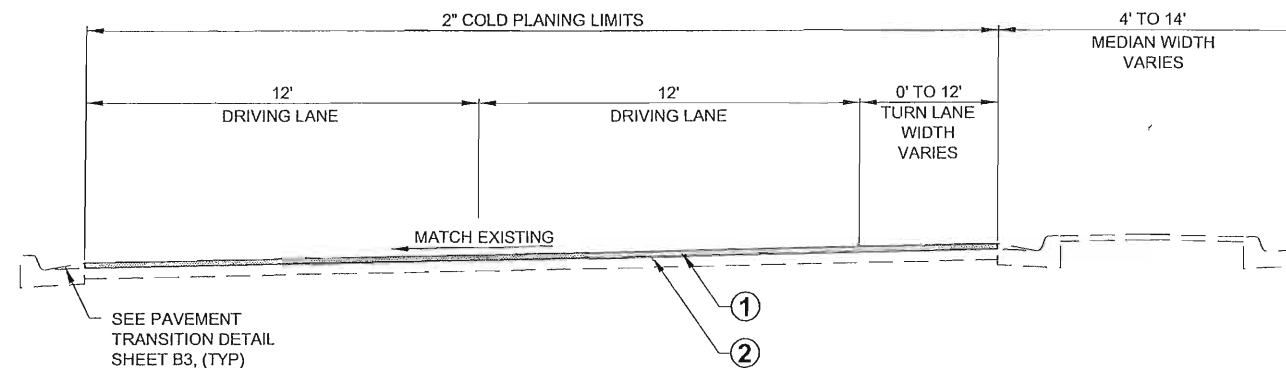 2" COLD PLANING LIMITS
4' TO 14'
MEDIAN WIDTH
VARIES
12'
DRIVING LANE
12'
DRIVING LANE
0' TO 12'
TURN LANE
WIDTH
VARIES
MATCH EXISTING
1
2
SEE PAVEMENT
TRANSITION DETAIL
SHEET B3, (TYP)